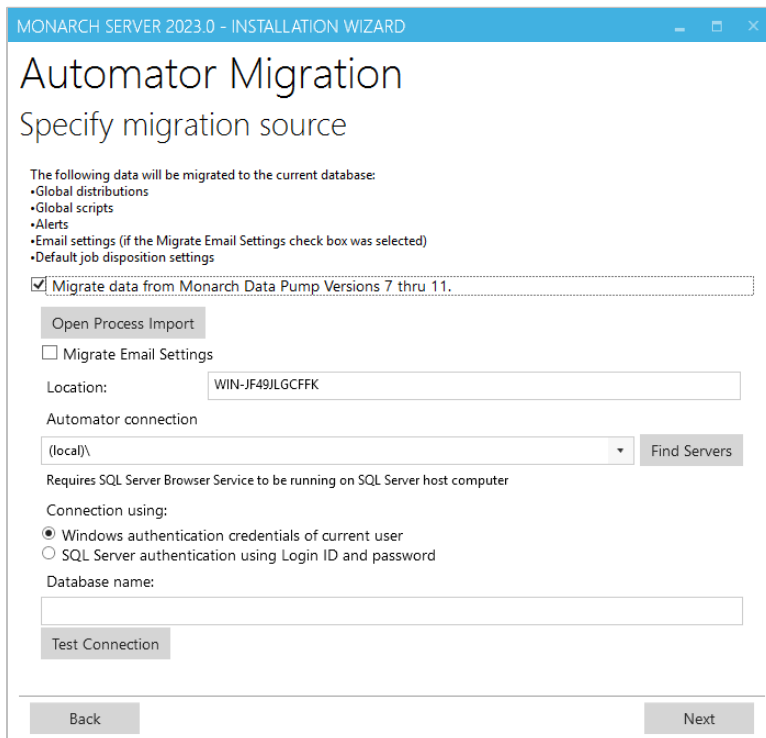 MONARCH SERVER 2023.0 - INSTALLATION WIZARD
Automator Migration
Specify migration source
The following data will be migrated to the current database:
•Global distributions
•Global scripts
•Alerts
•Email settings (if the Migrate Email Settings check box was selected)
•Default job disposition settings
Migrate data from Monarch Data Pump Versions 7 thru 11.
Open Process Import
Migrate Email Settings
Location: WIN-JF49JLGCFFK
Automator connection
(local)\ Find Servers
Requires SQL Server Browser Service to be running on SQL Server host computer
Connection using:
Windows authentication credentials of current user
SQL Server authentication using Login ID and password
Database name:
Test Connection
Back Next